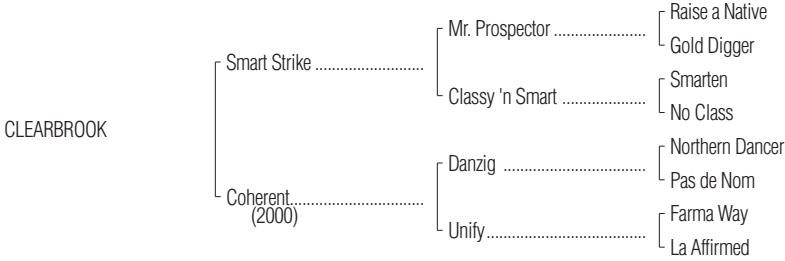 Raise a Native
Mr. Prospector ......................
Gold Digger
Smart Strike ..........................
Smarten
Classy 'n Smart ....................
No Class
CLEARBROOK
Northern Dancer
Danzig ..................................
Pas de Nom
Coherent................................
(2000)
Farma Way
Unify......................................
La Affirmed